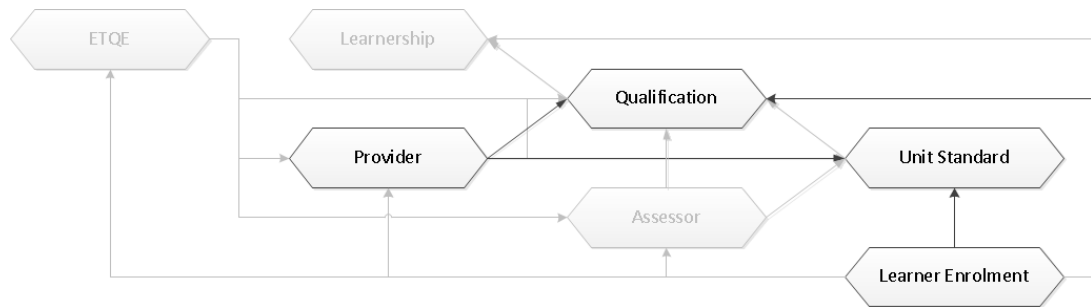 ETQE
Learnership
Qualification
Provider
Unit Standard
Assessor
Learner Enrolment